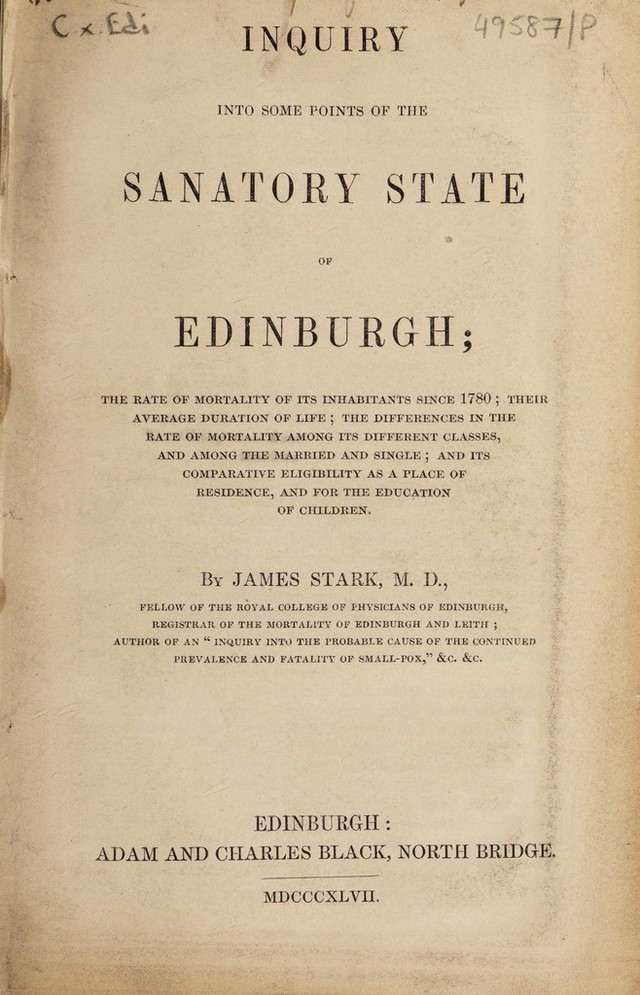 C x. Edi
49587/P
INQUIRY
INTO SOME POINTS OF THE
SANATORY STATE
OF
EDINBURGH;
THE RATE OF MORTALITY OF ITS INHABITANTS SINCE 1780 ; THEIR
AVERAGE DURATION OF LIFE ; THE DIFFERENCES IN THE
RATE OF MORTALITY AMONG ITS DIFFERENT CLASSES,
AND AMONG THE MARRIED AND SINGLE ; AND ITS
COMPARATIVE ELIGIBILITY AS A PLACE OF
RESIDENCE, AND FOR THE EDUCATION
OF CHILDREN.
By JAMES STARK, M. D.,
FELLOW OF THE ROYAL COLLEGE OF PHYSICIANS OF EDINBURGH,
REGISTRAR OF THE MORTALITY OF EDINBURGH AND LEITH ;
AUTHOR OF AN “ INQUIRY INTO THE PROBABLE CAUSE OF THE CONTINUED
PREVALENCE AND FATALITY OF SMALL-POX,” &C. &C.
EDINBURGH :
ADAM AND CHARLES BLACK, NORTH BRIDGE.
MDCCCXLVII.